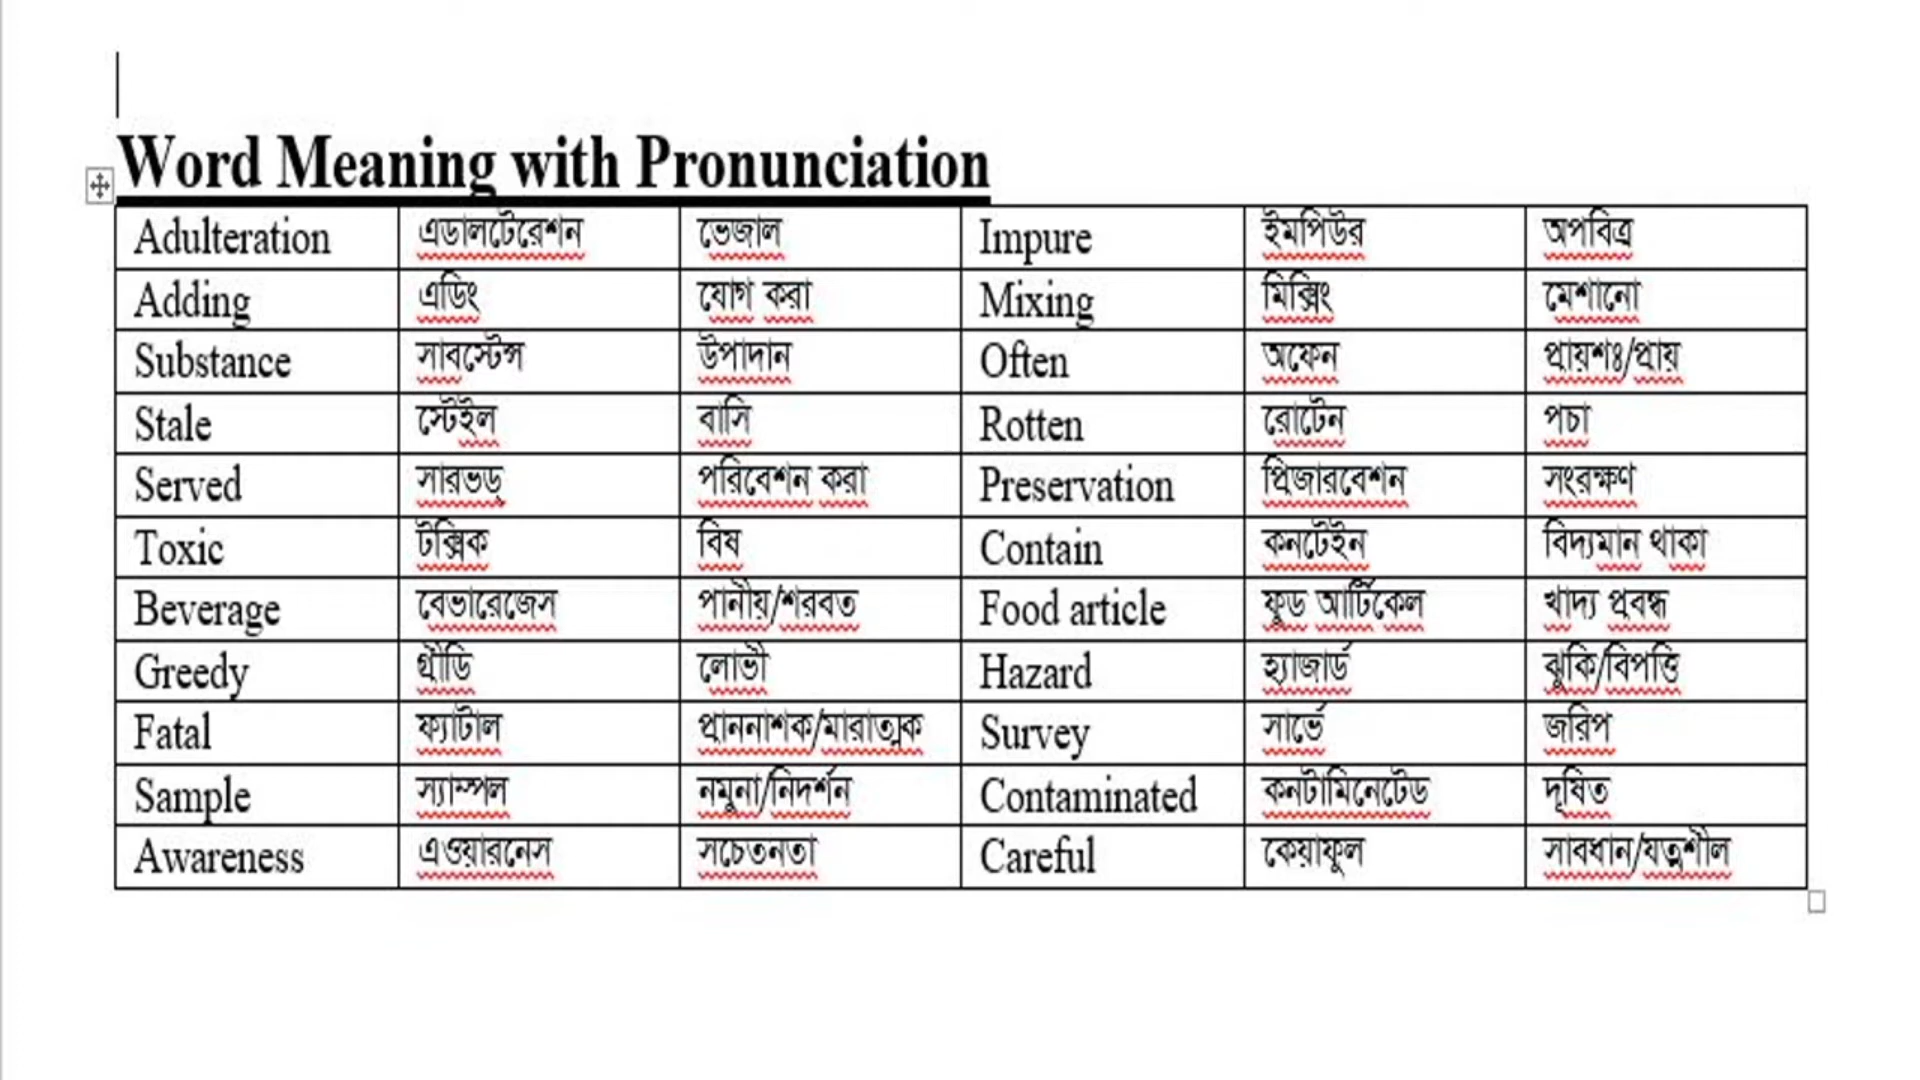 Word Meaning with Pronunciation
Adulteration এডালটেরেশন ভেজাল Impure ইমপিউর অপবিত্র
Adding এডিং যোগ করা Mixing মিক্সিং মেশানো
Substance সাবস্টেন্স উপাদান Often অফেন প্রায়শঃ/প্রায়
Stale স্টেইল বাসি Rotten রোটেন পচা
Served সারভড্ পরিবেশন করা Preservation প্রিজারবেশন সংরক্ষণ
Toxic টক্সিক বিষ Contain কনটেইন বিদ্যমান থাকা
Beverage বেভারেজেস পানীয়/শরবত Food article ফুড আর্টিকেল খাদ্য প্রবন্ধ
Greedy গ্রীডি লোভী Hazard হ্যাজার্ড ঝুকি/বিপত্তি
Fatal ফ্যাটাল প্রাননাশক/মারাত্মক Survey সার্ভে জরিপ
Sample স্যাম্পল নমুনা/নিদর্শন Contaminated কনটামিনেটেড দূষিত
Awareness এওয়ারনেস সচেতনতা Careful কেয়াফুল সাবধান/যত্নশীল